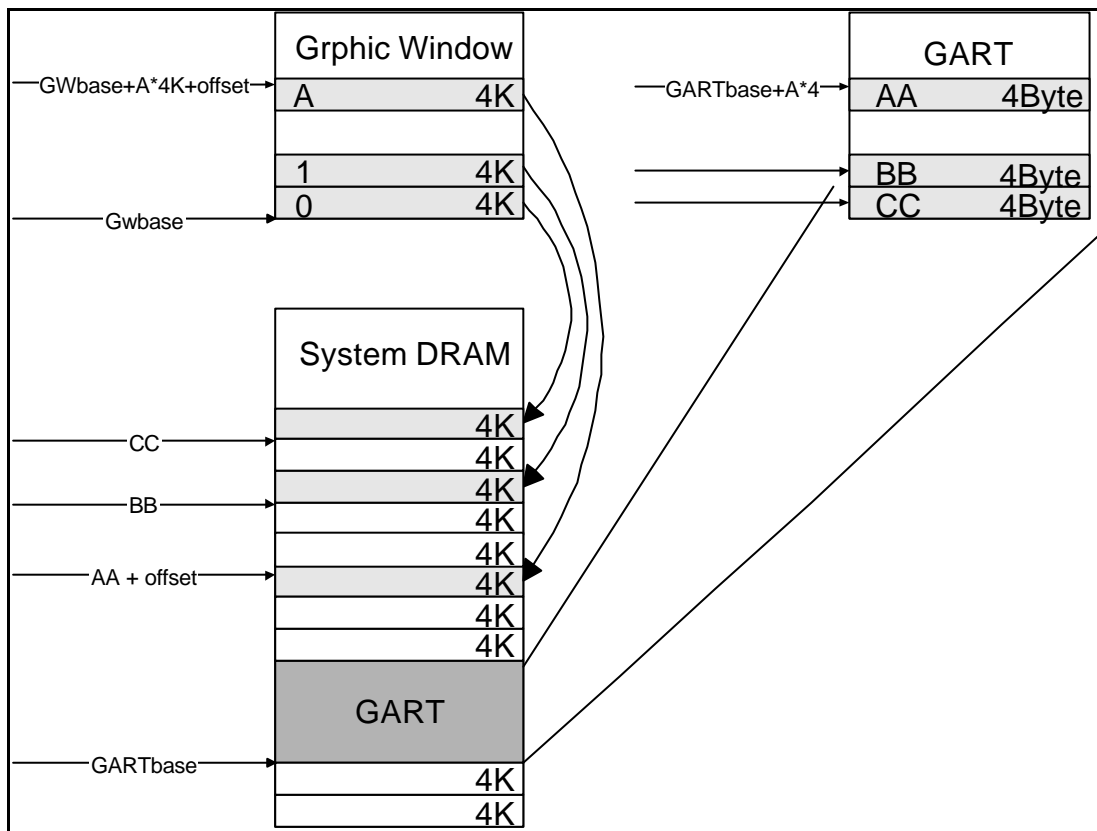 Grphic Window
GWbase+A*4K+offset
A 4K
1 4K
0 4K
Gwbase
GART
GARTbase+A*4
AA 4Byte
BB 4Byte
CC 4Byte
System DRAM
4K
CC
4K
4K
BB
4K
4K
AA + offset
4K
4K
4K
GART
GARTbase
4K
4K